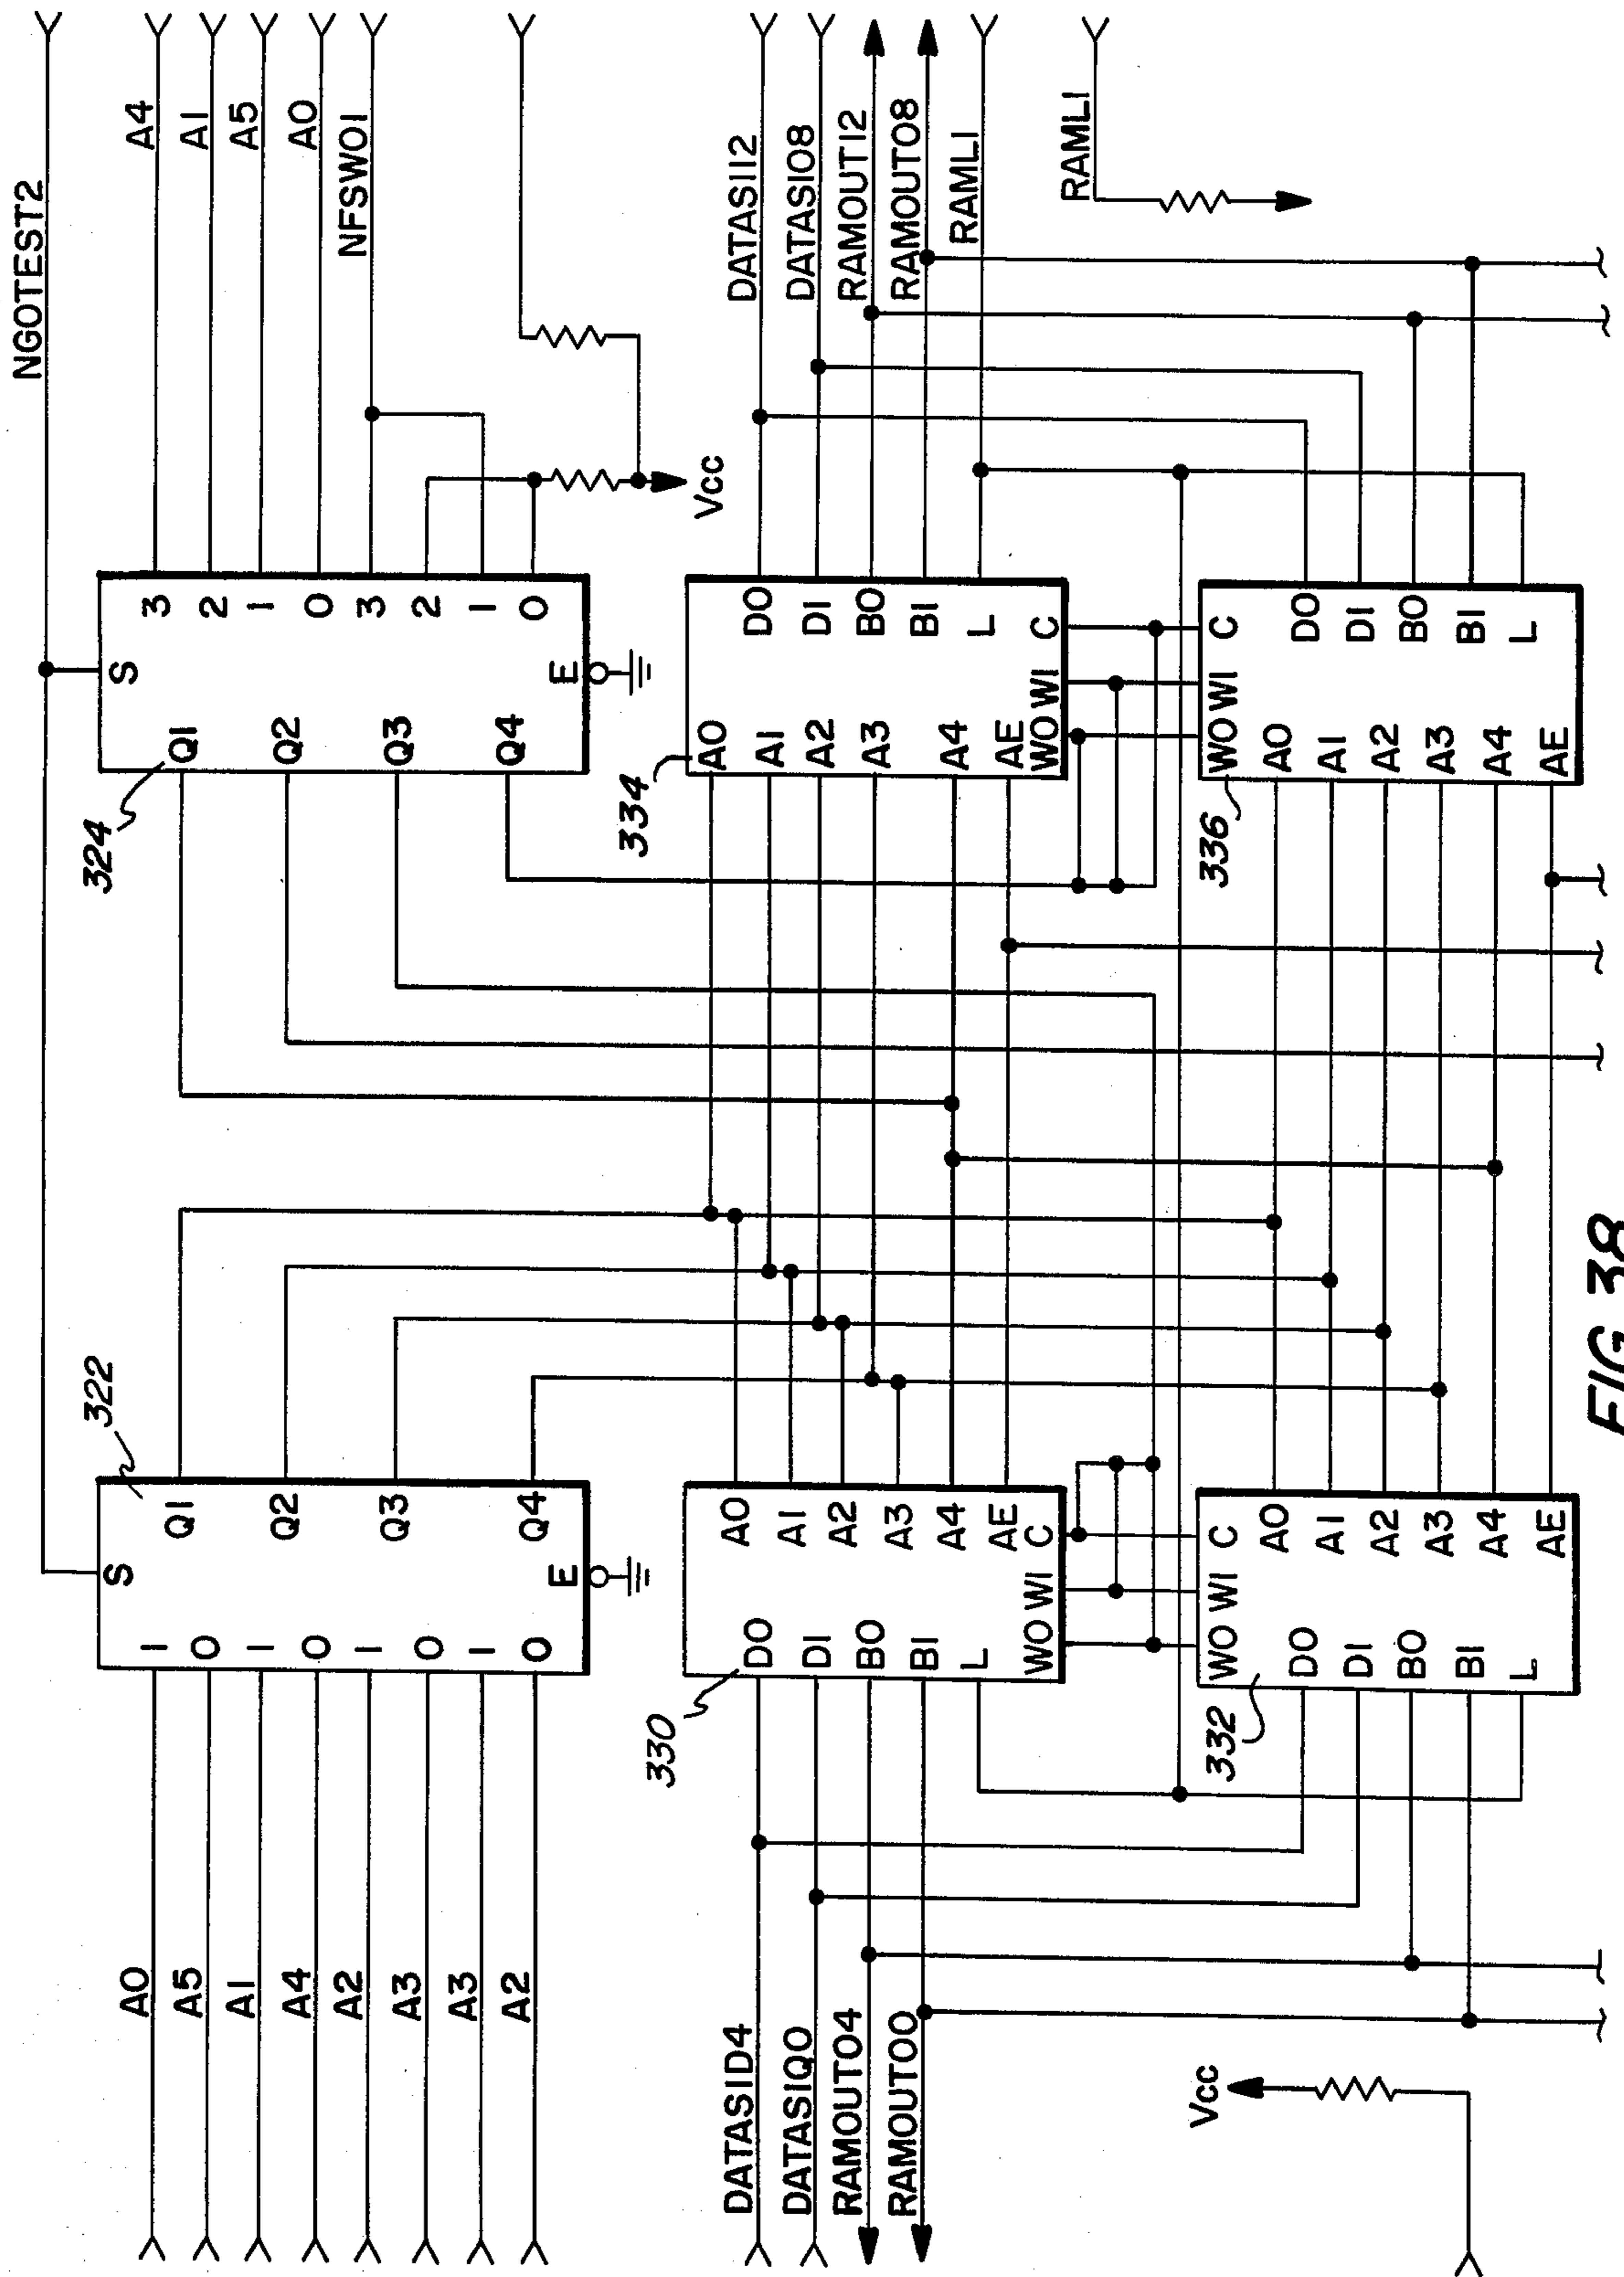 NGOTEST2
A0
A5
A1
A4
A2
A3
A3
A2
322
S
1
0
1
0
1
0
1
0
Q1
Q2
Q3
Q4
E
324
S
Q1
Q2
Q3
Q4
3
2
1
0
3
2
1
0
E
A4
A1
A5
A0
NFSW01
Vcc
DATASID4
DATASIQ0
RAMOUT04
RAMOUT00
330
D0
D1
B0
B1
L
A0
A1
A2
A3
A4
AE
W0 W1 C
334
A0
A1
A2
A3
A4
AE
D0
D1
B0
B1
L
W0 W1 C
DATASI12
DATASI08
RAMOUT12
RAMOUT08
RAMLI
RAMLI
Vcc
332
W0 W1 C
D0
D1
B0
B1
L
A0
A1
A2
A3
A4
AE
336
W0 W1 C
A0
A1
A2
A3
A4
AE
D0
D1
B0
B1
L
FIG 38